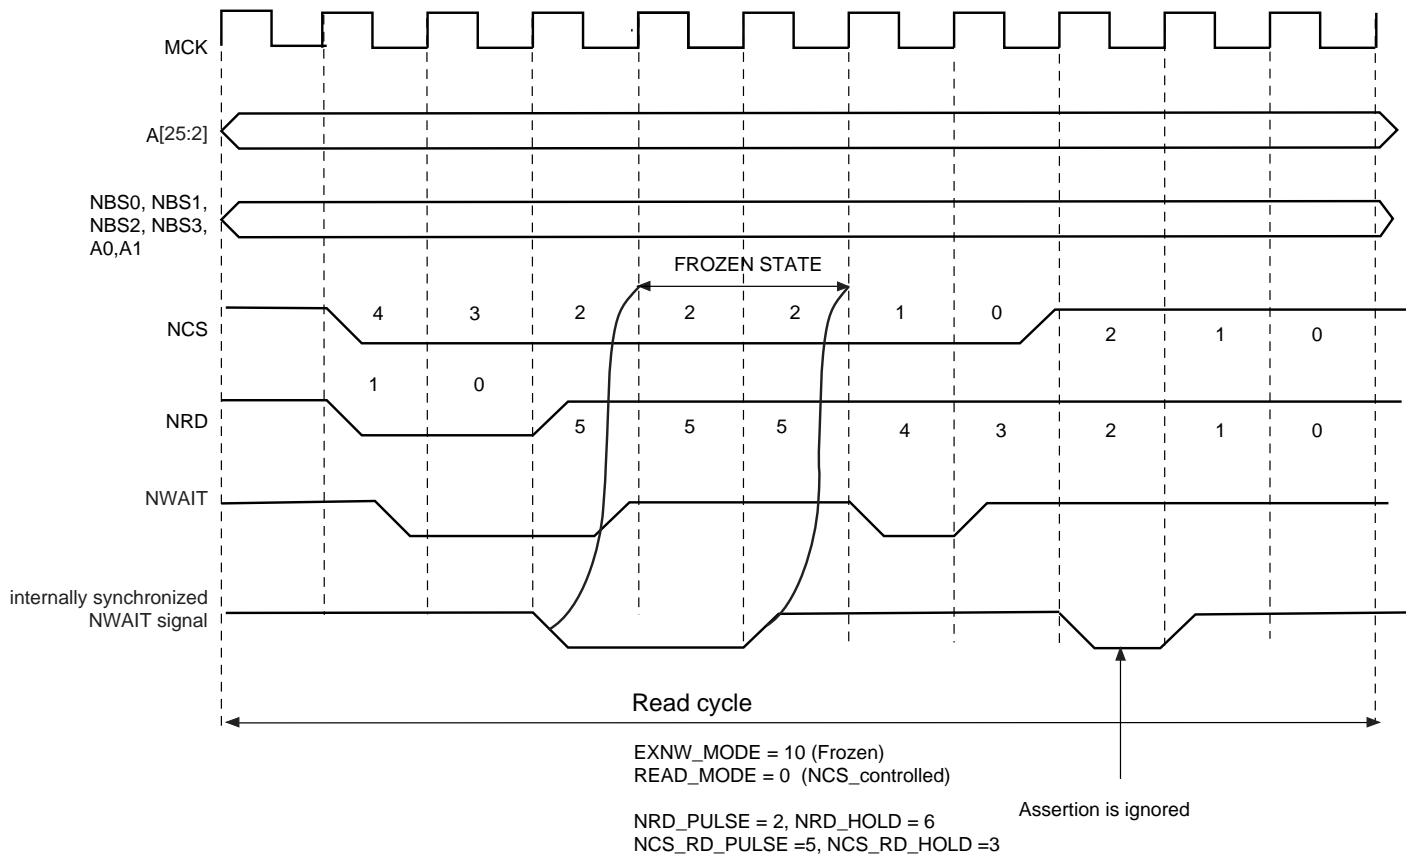 MCK
A[25:2]
NBS0, NBS1,
NBS2, NBS3,
A0,A1
FROZEN STATE
NCS
4 3 2 2 2 1 0
2 1 0
1 0
NRD
5 5 5 4 3 2 1 0
NWAIT
internally synchronized
NWAIT signal
Read cycle
EXNW_MODE = 10 (Frozen)
READ_MODE = 0 (NCS_controlled)
Assertion is ignored
NRD_PULSE = 2, NRD_HOLD = 6
NCS_RD_PULSE =5, NCS_RD_HOLD =3